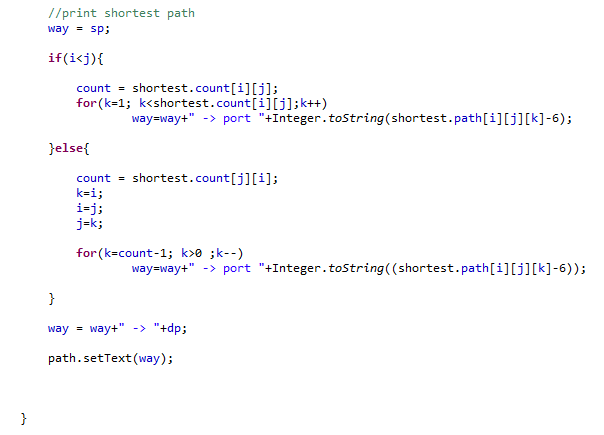 //print shortest path
way = sp;
if(i<j){
count = shortest.count[i][j];
for(k=1; k<shortest.count[i][j];k++)
way=way+" -> port "+Integer.toString(shortest.path[i][j][k]-6);
}else{
count = shortest.count[j][i];
k=i;
i=j;
j=k;
for(k=count-1; k>0 ;k--)
way=way+" -> port "+Integer.toString((shortest.path[i][j][k]-6));
}
way = way+" -> "+dp;
path.setText(way);
}